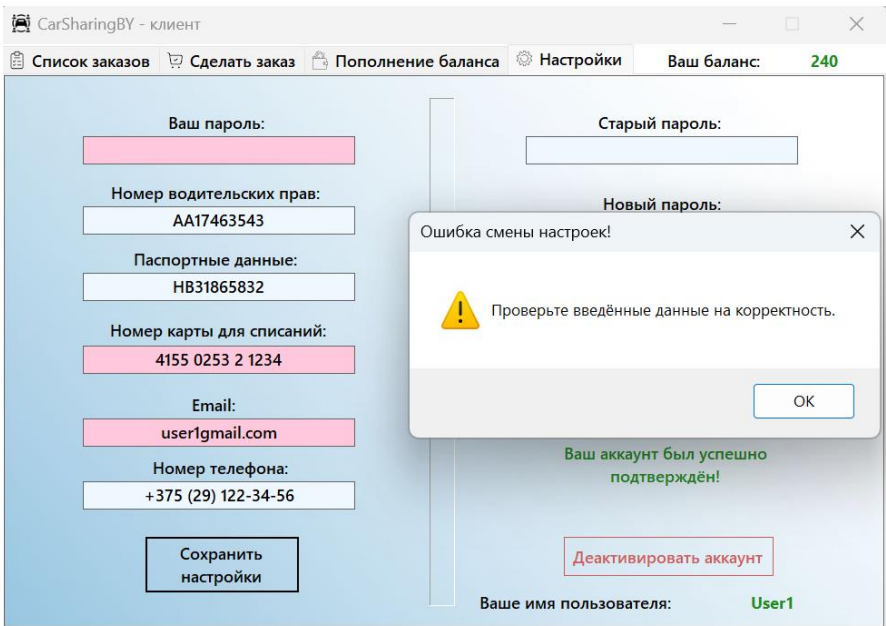 CarSharingBY - клиент
Список заказов Сделать заказ Пополнение баланса Настройки Ваш баланс: 240
Ваш пароль:
Номер водительских прав:
AA17463543
Паспортные данные:
HB31865832
Номер карты для списаний:
4155 0253 2 1234
Email:
user1gmail.com
Номер телефона:
+375 (29) 122-34-56
Сохранить
настройки
Старый пароль:
Новый пароль:
Ошибка смены настроек!
Проверьте введённые данные на корректность.
ОК
Ваш аккаунт был успешно
подтверждён!
Деактивировать аккаунт
Ваше имя пользователя: User1